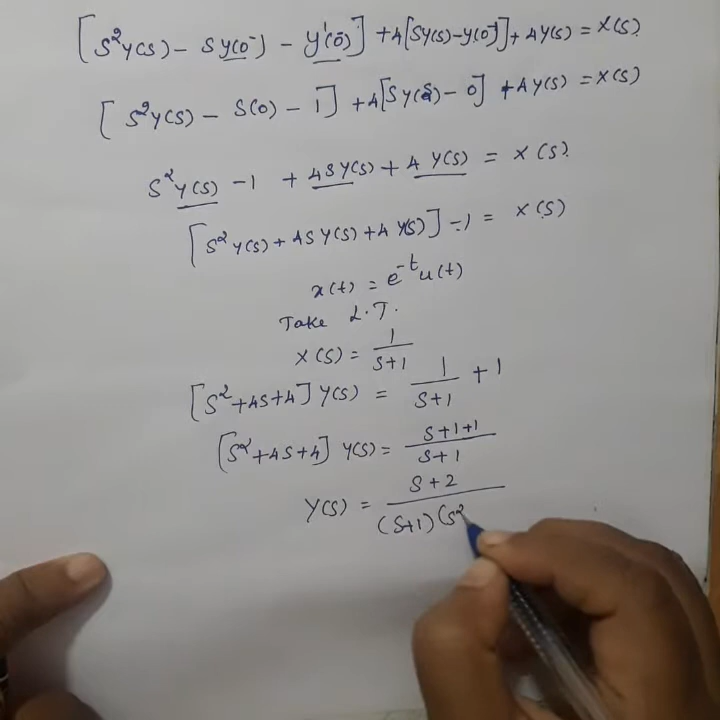 [S²Y(S) - SY(0⁻) - Y'(0⁻)] + 4[SY(S) - Y(0⁻)] + 4Y(S) = X(S)
[S²Y(S) - S(0) - 1] + 4[SY(S) - 0] + 4Y(S) = X(S)
S²Y(S) - 1 + 4SY(S) + 4Y(S) = X(S)
[S²Y(S) + 4SY(S) + 4Y(S)] - 1 = X(S)
x(t) = e⁻ᵗu(t)
Take L.T.
X(S) = 1/(S+1)
[S² + 4S + 4] Y(S) = 1/(S+1) + 1
[S² + 4S + 4] Y(S) = (S+1+1)/(S+1)
Y(S) = (S+2)/(S+1)(S²